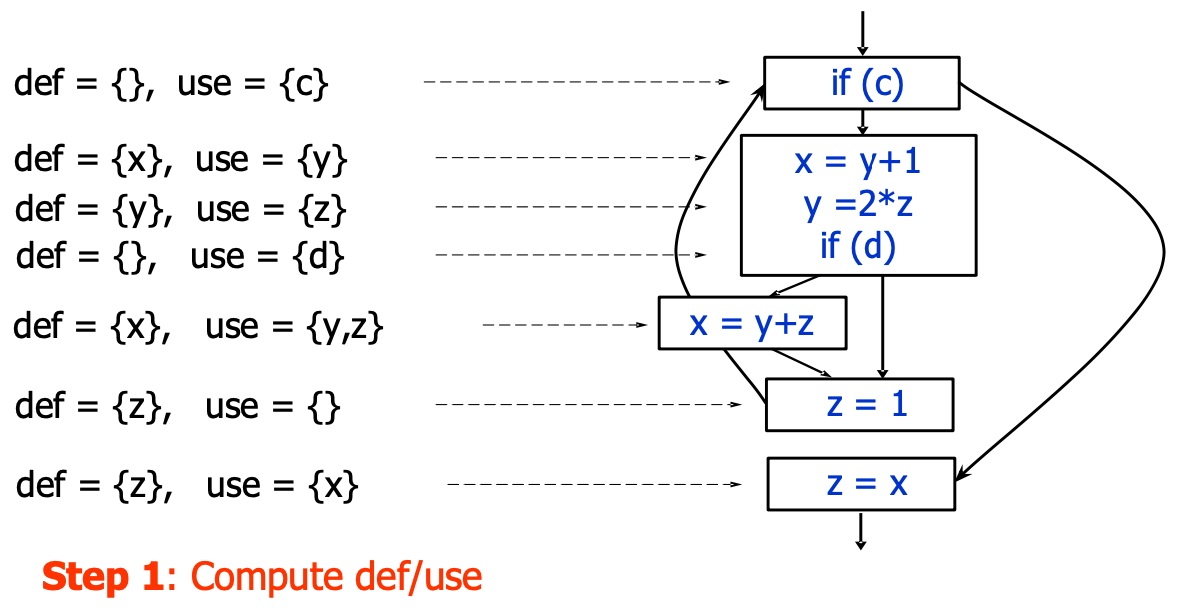 def = {}, use = {c}
if (c)
def = {x}, use = {y}
x = y+1
def = {y}, use = {z}
y =2*z
def = {}, use = {d}
if (d)
def = {x}, use = {y,z}
x = y+z
def = {z}, use = {}
z = 1
def = {z}, use = {x}
z = x
Step 1: Compute def/use